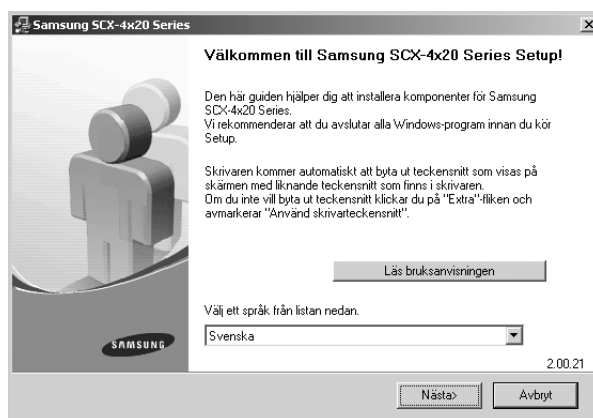 Samsung SCX-4x20 Series
Välkommen till Samsung SCX-4x20 Series Setup!
Den här guiden hjälper dig att installera komponenter för Samsung
SCX-4x20 Series.
Vi rekommenderar att du avslutar alla Windows-program innan du kör
Setup.
Skrivaren kommer automatiskt att byta ut teckensnitt som visas på
skärmen med liknande teckensnitt som finns i skrivaren.
Om du inte vill byta ut teckensnitt klickar du på "Extra"-fliken och
avmarkerar "Använd skrivarteckensnitt".
Läs bruksanvisningen
Välj ett språk från listan nedan.
Svenska
SAMSUNG
2.00.21
Nästa>
Avbryt